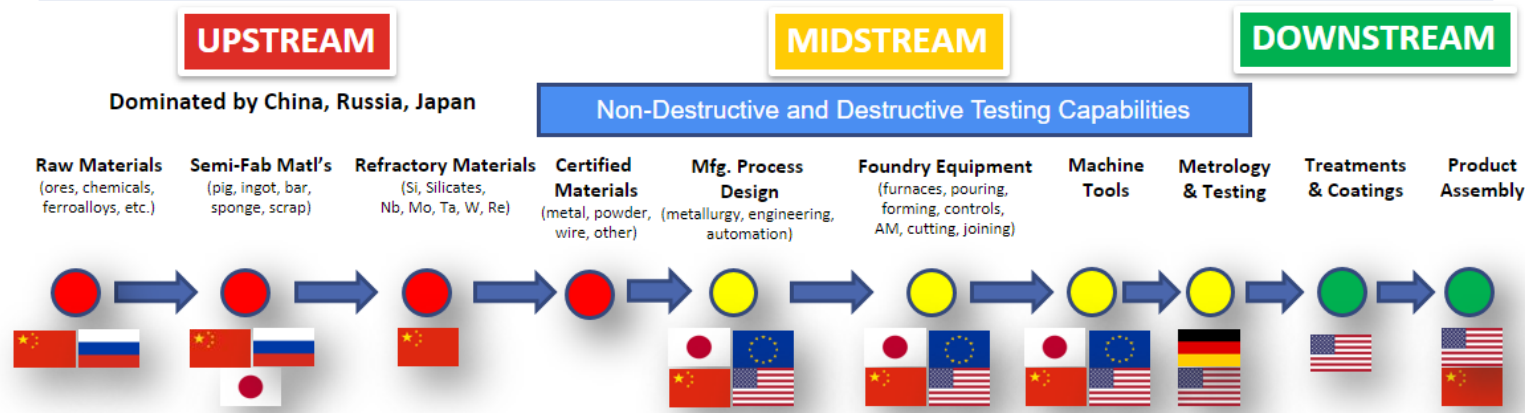 UPSTREAM
MIDSTREAM
DOWNSTREAM
Dominated by China, Russia, Japan
Non-Destructive and Destructive Testing Capabilities
Raw Materials
(ores, chemicals,
ferroalloys, etc.)
Semi-Fab Matl's
(pig, ingot, bar,
sponge, scrap)
Refractory Materials
(Si, Silicates,
Nb, Mo, Ta, W, Re)
Certified
Materials
(metal, powder,
wire, other)
Mfg. Process
Design
(metallurgy, engineering,
automation)
Foundry Equipment
(furnaces, pouring,
forming, controls,
AM, cutting, joining)
Machine
Tools
Metrology
& Testing
Treatments
& Coatings
Product
Assembly